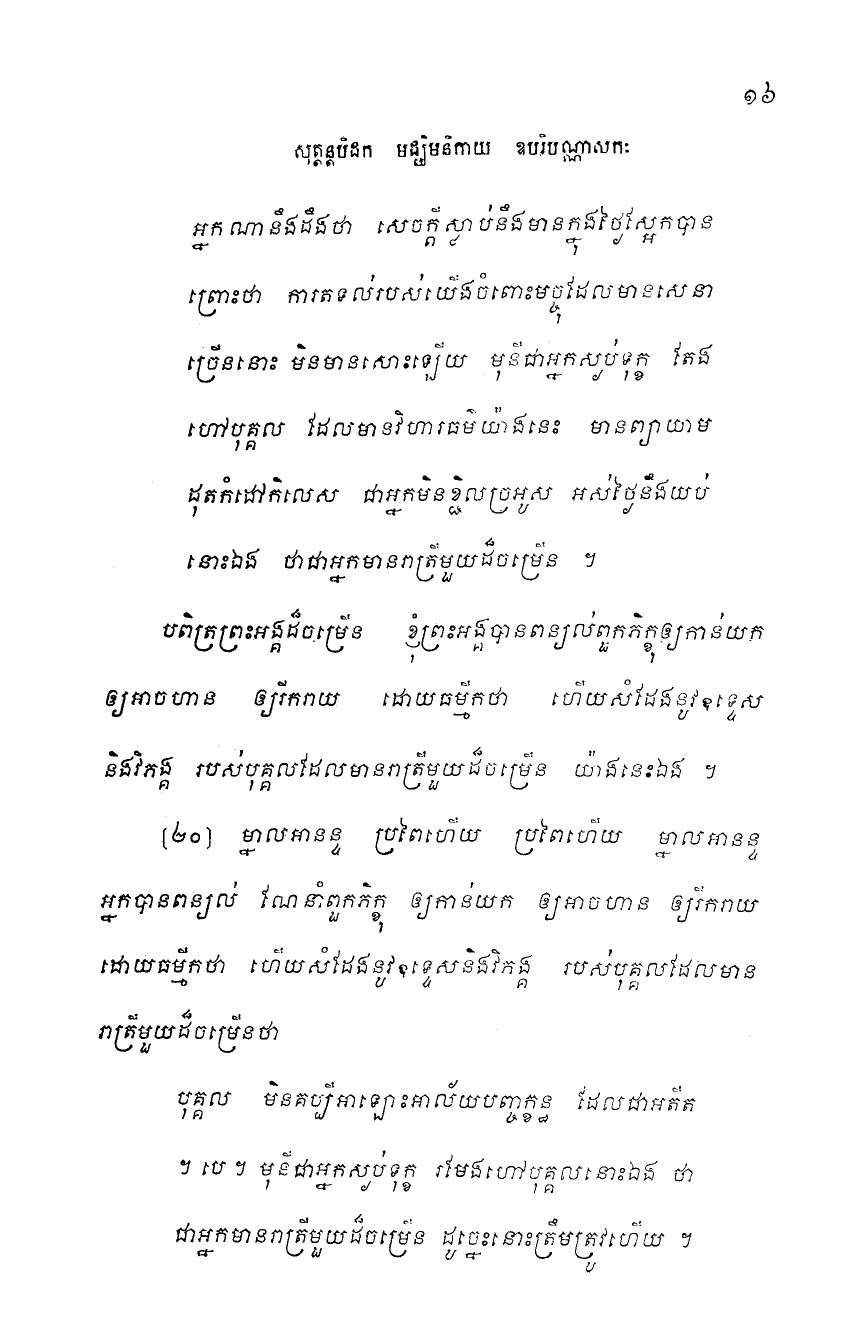 ១៦
សុត្តន្តបិដក មជ្ឈិមនិកាយ ឧបរិបណ្ណាសកៈ
អ្នកណានឹងដឹងថា សេចក្តីស្លាប់នឹងមានក្នុងថ្ងៃស្អែកបាន
ព្រោះថា ការតទល់របស់យើងចំពោះមច្ចុដែលមានសេនា
ច្រើននោះ មិនមានសោះឡើយ មុនីជាអ្នកស្ងប់ទុក្ខ តែង
ហៅបុគ្គល ដែលមានវិហារធម៌យ៉ាងនេះ មានព្យាយាម
ដុតកំដៅកិលេស ជាអ្នកមិនខ្ជិលច្រអូស អស់ថ្ងៃនឹងយប់
នោះឯង ថាជាអ្នកមានរាត្រីមួយដ៏ចម្រើន ។
បពិត្រព្រះអង្គដ៏ចម្រើន ខ្ញុំព្រះអង្គបានពន្យល់ពួកភិក្ខុឲ្យកាន់យក
ឲ្យអាចហាន ឲ្យរីករាយ ដោយធម្មីកថា ហើយសំដែងនូវឧទ្ទេស
និងវិភង្គ របស់បុគ្គលដែលមានរាត្រីមួយដ៏ចម្រើន យ៉ាងនេះឯង ។
(២០) ម្នាលអានន្ទ ប្រពៃហើយ ប្រពៃហើយ ម្នាលអានន្ទ
អ្នកបានពន្យល់ ណែនាំពួកភិក្ខុ ឲ្យកាន់យក ឲ្យអាចហាន ឲ្យរីករាយ
ដោយធម្មីកថា ហើយសំដែងនូវឧទ្ទេសនិងវិភង្គ របស់បុគ្គលដែលមាន
រាត្រីមួយដ៏ចម្រើនថា
បុគ្គល មិនគប្បីអាឡោះអាល័យបញ្ចក្ខន្ធ ដែលជាអតីត
។ បេ ។ មុនីជាអ្នកស្ងប់ទុក្ខ រមែងហៅបុគ្គលនោះឯង ថា
ជាអ្នកមានរាត្រីមួយដ៏ចម្រើន ដូច្នេះនោះត្រឹមត្រូវហើយ ។